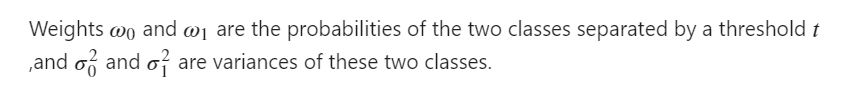 Weights ω₀ and ω₁ are the probabilities of the two classes separated by a threshold t
,and σ₀² and σ₁² are variances of these two classes.